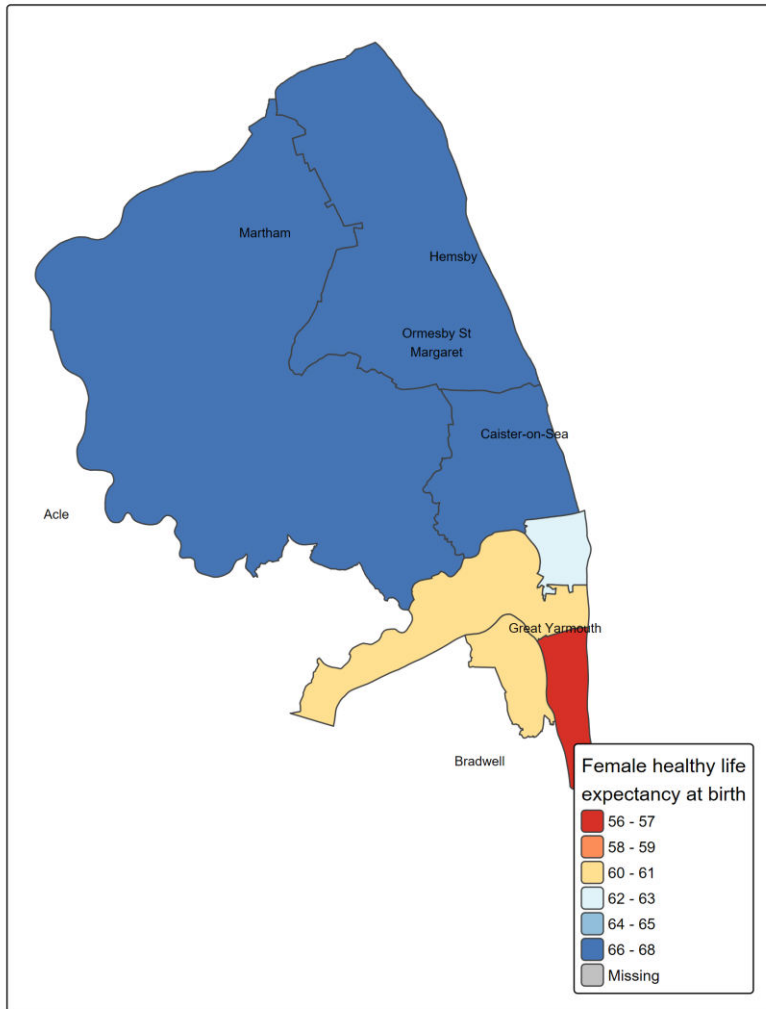 Martham
Hemsby
Ormesby St
Margaret
Caister-on-Sea
Acle
Great Yarmouth
Bradwell
Female healthy life
expectancy at birth
56 - 57
58 - 59
60 - 61
62 - 63
64 - 65
66 - 68
Missing